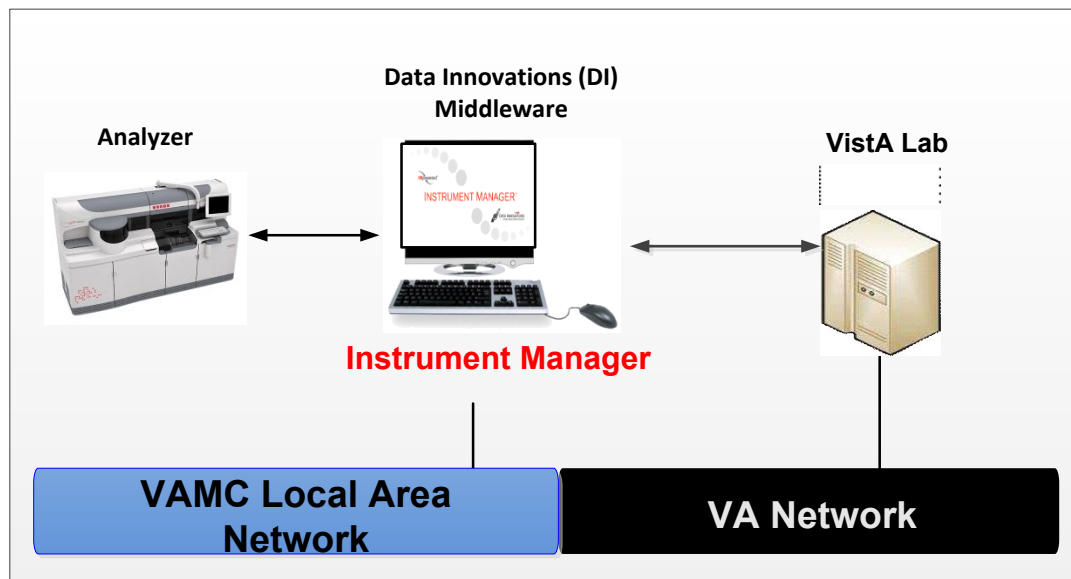 Data Innovations (DI)
Middleware
Analyzer
VistA Lab
INSTRUMENT MANAGER
Instrument Manager
VAMC Local Area
Network
VA Network